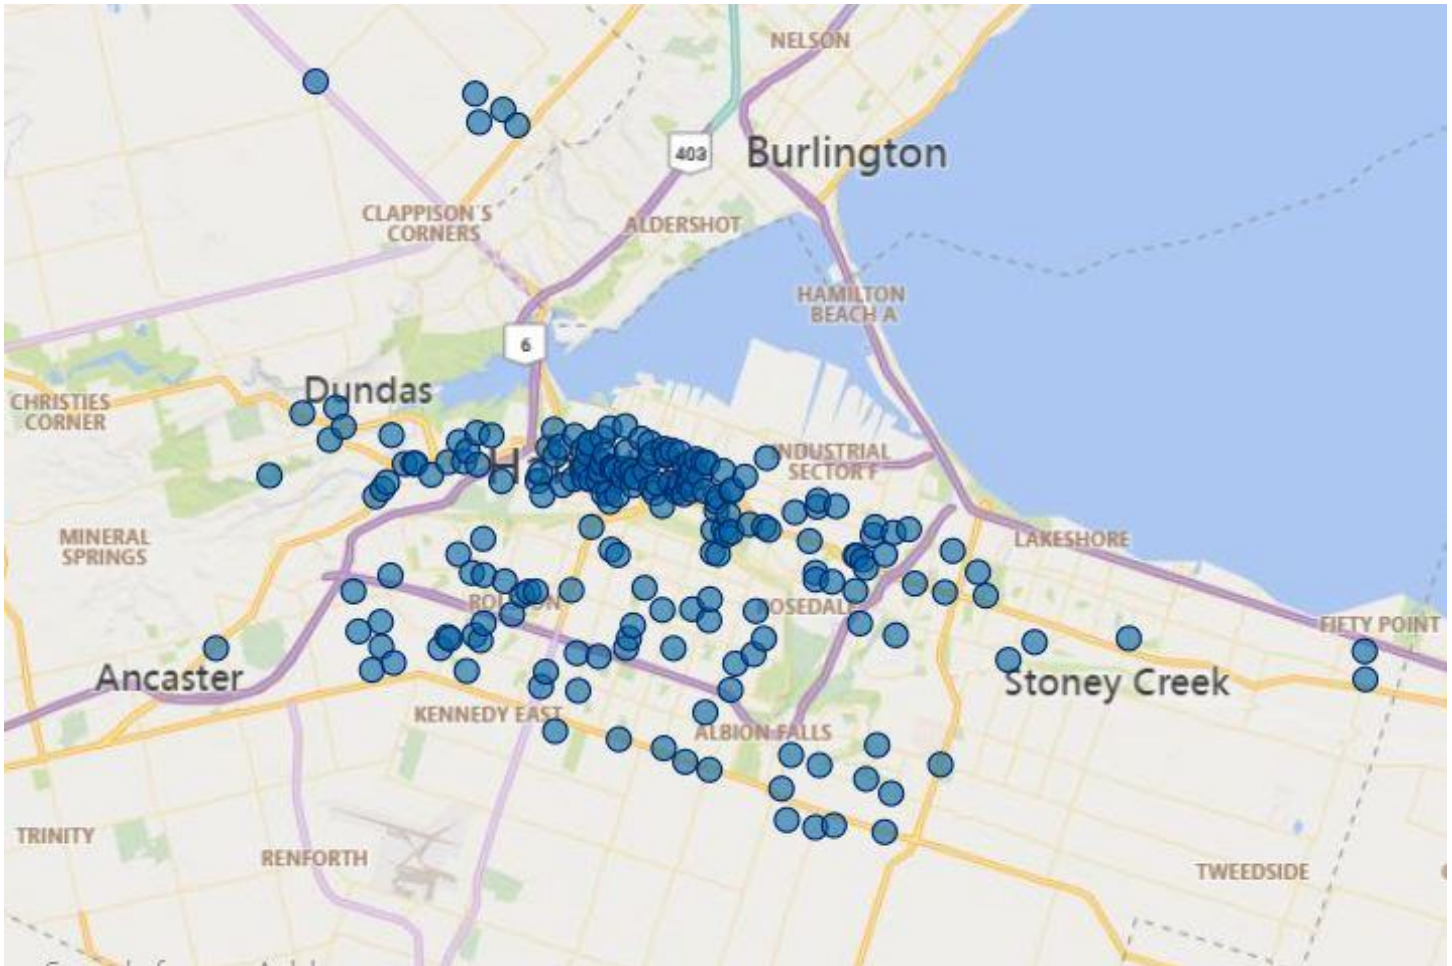 NELSON
403
Burlington
CLAPPISON'S
CORNERS
ALDERSHOT
HAMILTON
BEACH A
6
Dundas
CHRISTIES
CORNER
INDUSTRIAL
SECTOR F
MINERAL
SPRINGS
LAKESHORE
ROSEDALE
FIFTY POINT
Ancaster
Stoney Creek
KENNEDY EAST
ALBION FALLS
TRINITY
RENFORTH
TWEEDSIDE